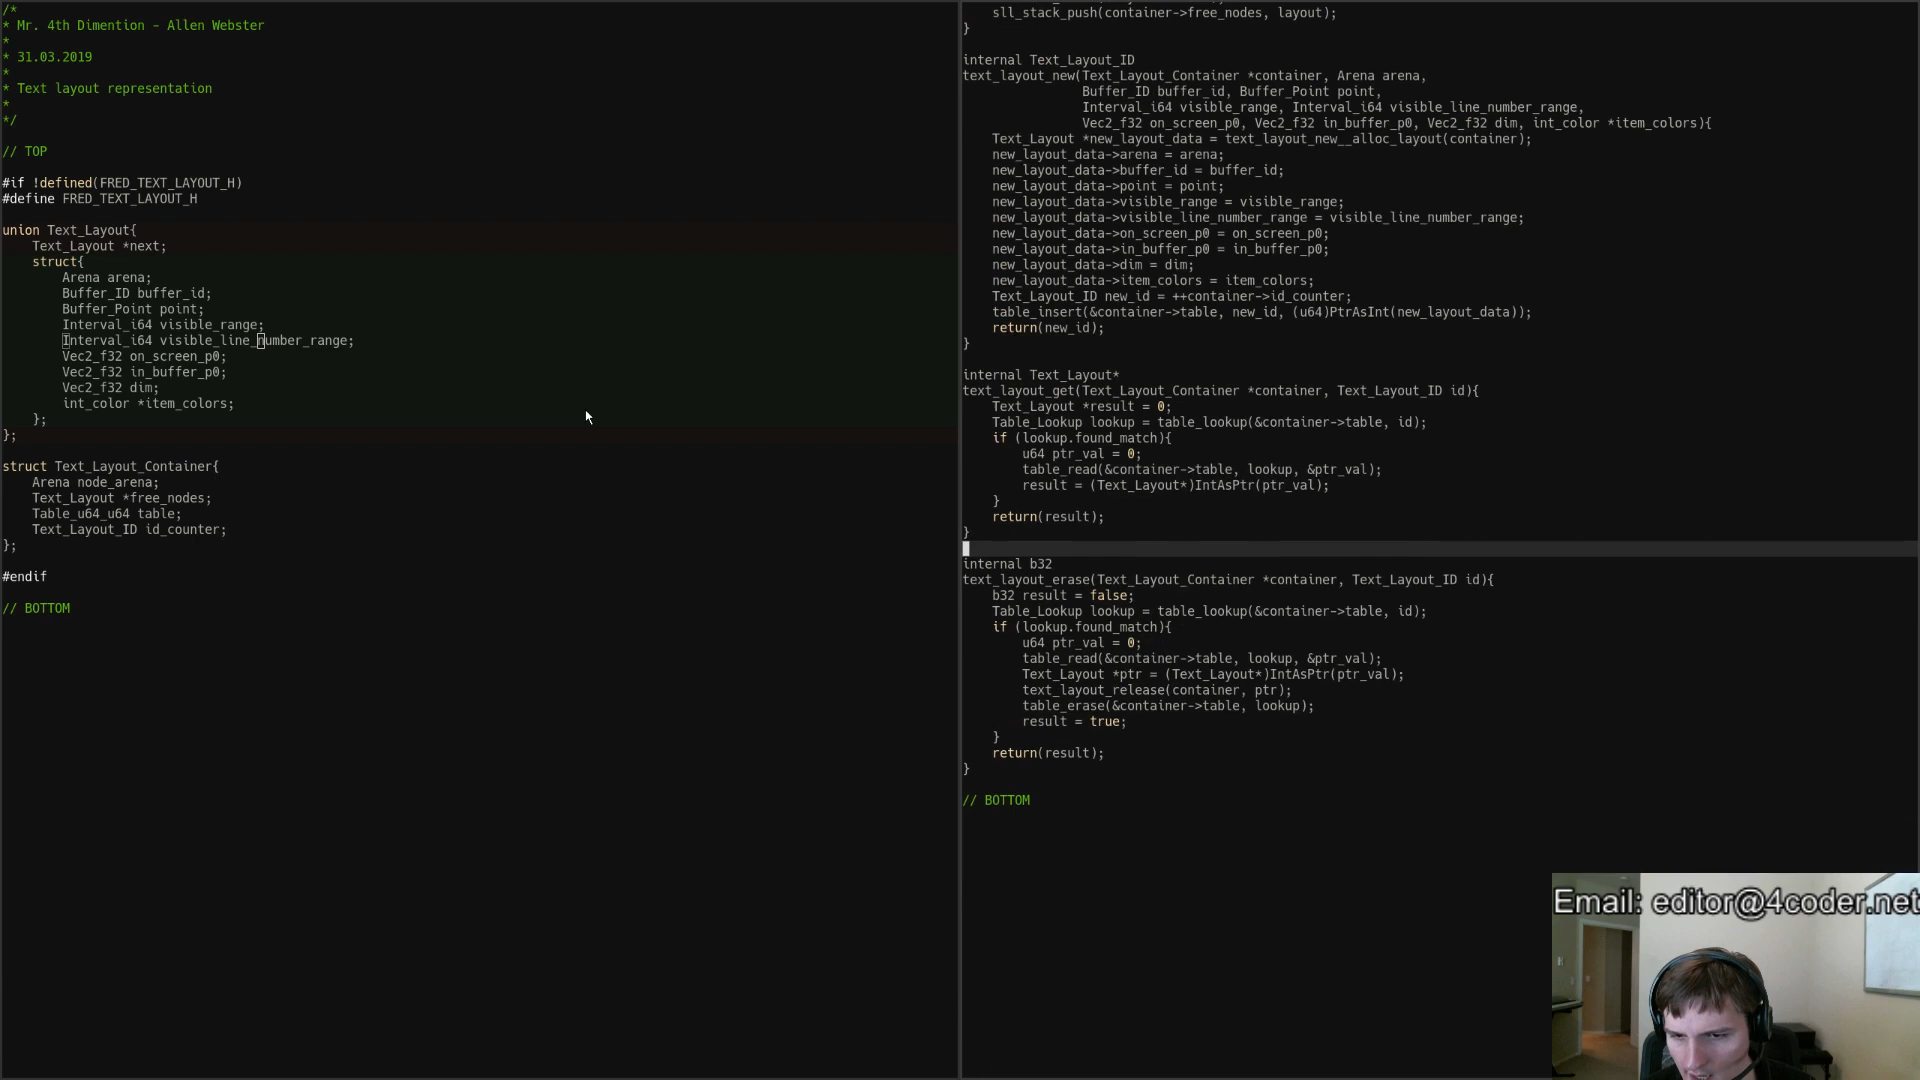 /*
* Mr. 4th Dimention - Allen Webster
*
* 31.03.2019
*
* Text layout representation
*
*/
// TOP
#if !defined(FRED_TEXT_LAYOUT_H)
#define FRED_TEXT_LAYOUT_H
union Text_Layout{
    Text_Layout *next;
    struct{
        Arena arena;
        Buffer_ID buffer_id;
        Buffer_Point point;
        Interval_i64 visible_range;
        Interval_i64 visible_line_number_range;
        Vec2_f32 on_screen_p0;
        Vec2_f32 in_buffer_p0;
        Vec2_f32 dim;
        int_color *item_colors;
    };
};
struct Text_Layout_Container{
    Arena node_arena;
    Text_Layout *free_nodes;
    Table_u64_u64 table;
    Text_Layout_ID id_counter;
};
#endif
// BOTTOM
    sll_stack_push(container->free_nodes, layout);
}
internal Text_Layout_ID
text_layout_new(Text_Layout_Container *container, Arena arena,
                Buffer_ID buffer_id, Buffer_Point point,
                Interval_i64 visible_range, Interval_i64 visible_line_number_range,
                Vec2_f32 on_screen_p0, Vec2_f32 in_buffer_p0, Vec2_f32 dim, int_color *item_colors){
    Text_Layout *new_layout_data = text_layout_new__alloc_layout(container);
    new_layout_data->arena = arena;
    new_layout_data->buffer_id = buffer_id;
    new_layout_data->point = point;
    new_layout_data->visible_range = visible_range;
    new_layout_data->visible_line_number_range = visible_line_number_range;
    new_layout_data->on_screen_p0 = on_screen_p0;
    new_layout_data->in_buffer_p0 = in_buffer_p0;
    new_layout_data->dim = dim;
    new_layout_data->item_colors = item_colors;
    Text_Layout_ID new_id = ++container->id_counter;
    table_insert(&container->table, new_id, (u64)PtrAsInt(new_layout_data));
    return(new_id);
}
internal Text_Layout*
text_layout_get(Text_Layout_Container *container, Text_Layout_ID id){
    Text_Layout *result = 0;
    Table_Lookup lookup = table_lookup(&container->table, id);
    if (lookup.found_match){
        u64 ptr_val = 0;
        table_read(&container->table, lookup, &ptr_val);
        result = (Text_Layout*)IntAsPtr(ptr_val);
    }
    return(result);
}
internal b32
text_layout_erase(Text_Layout_Container *container, Text_Layout_ID id){
    b32 result = false;
    Table_Lookup lookup = table_lookup(&container->table, id);
    if (lookup.found_match){
        u64 ptr_val = 0;
        table_read(&container->table, lookup, &ptr_val);
        Text_Layout *ptr = (Text_Layout*)IntAsPtr(ptr_val);
        text_layout_release(container, ptr);
        table_erase(&container->table, lookup);
        result = true;
    }
    return(result);
}
// BOTTOM
Email: editor@4coder.net